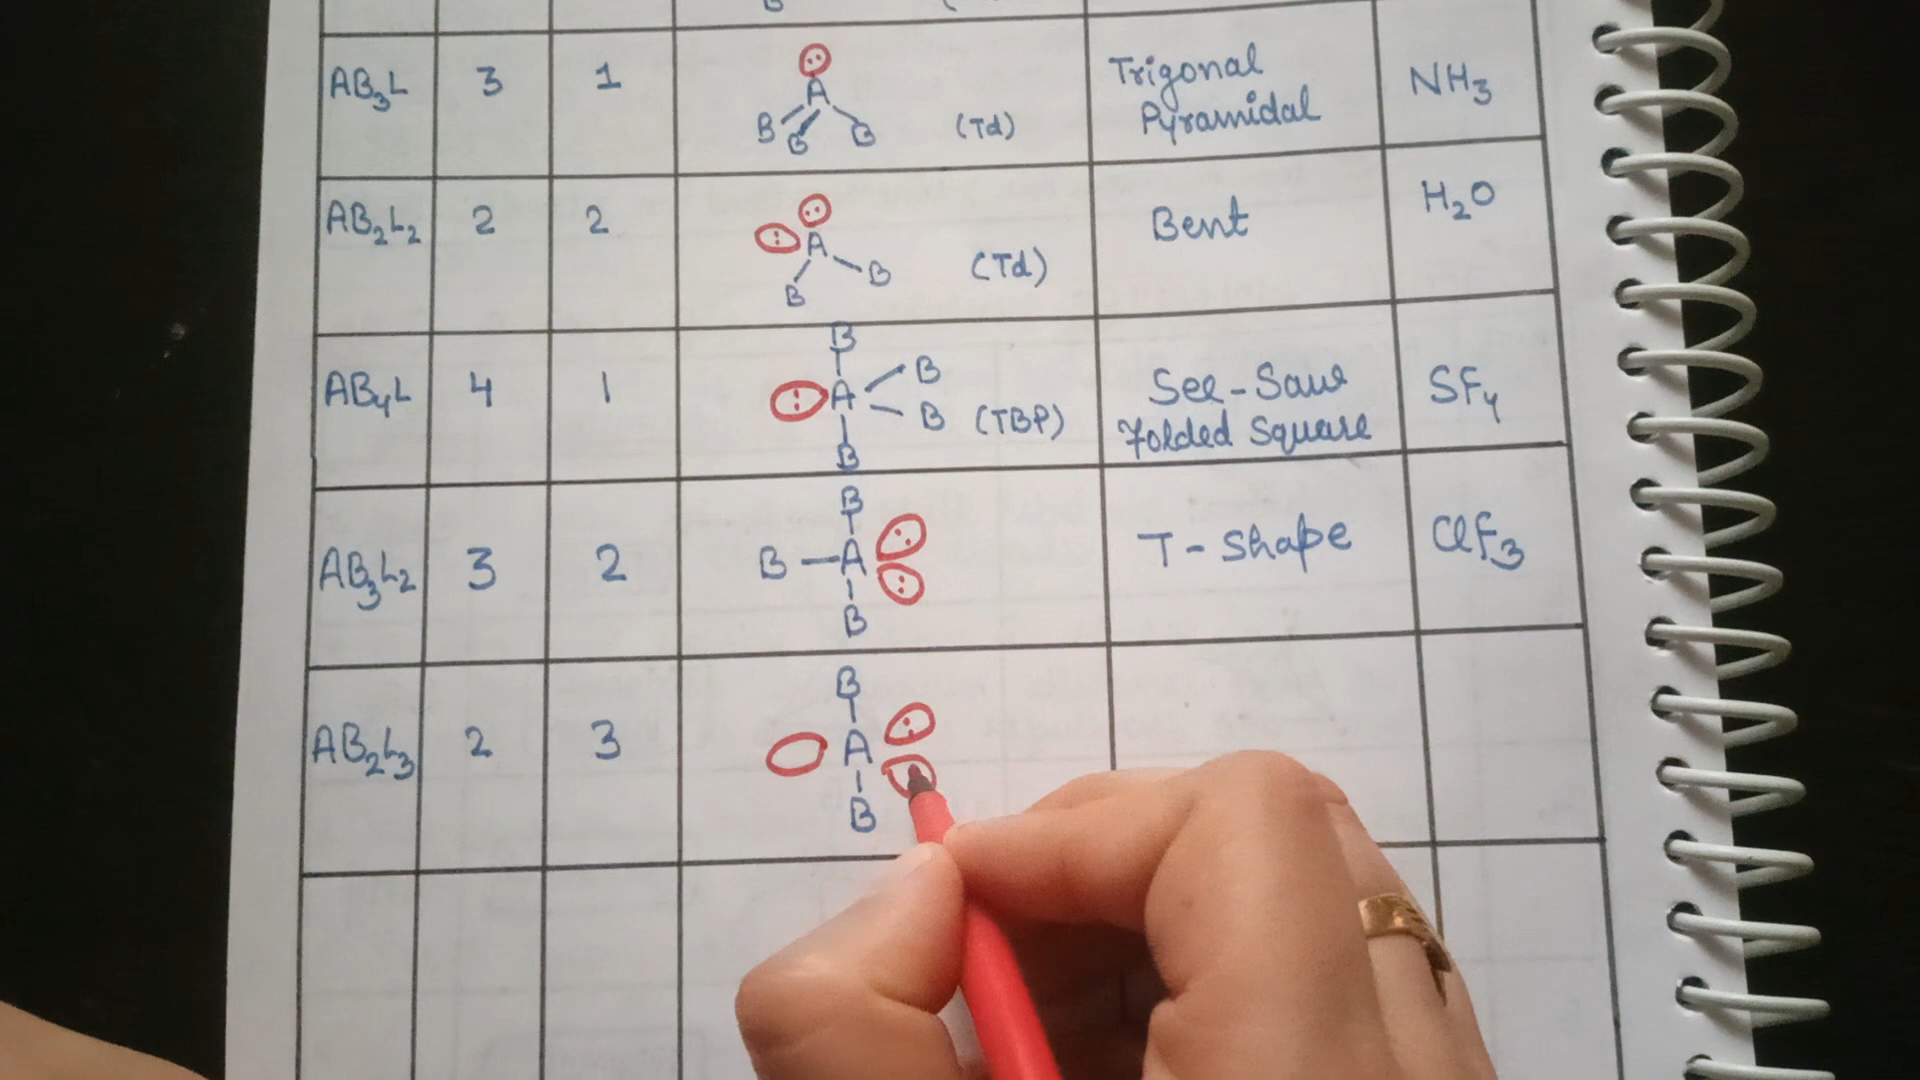 AB3L 3 1 A B B B (Td) Trigonal Pyramidal NH3
AB2L2 2 2 A B B (Td) Bent H2O
AB4L 4 1 B A B B B (TBP) See-Saw Folded Square SF4
AB3L2 3 2 B B A B T-Shape ClF3
AB2L3 2 3 B A B